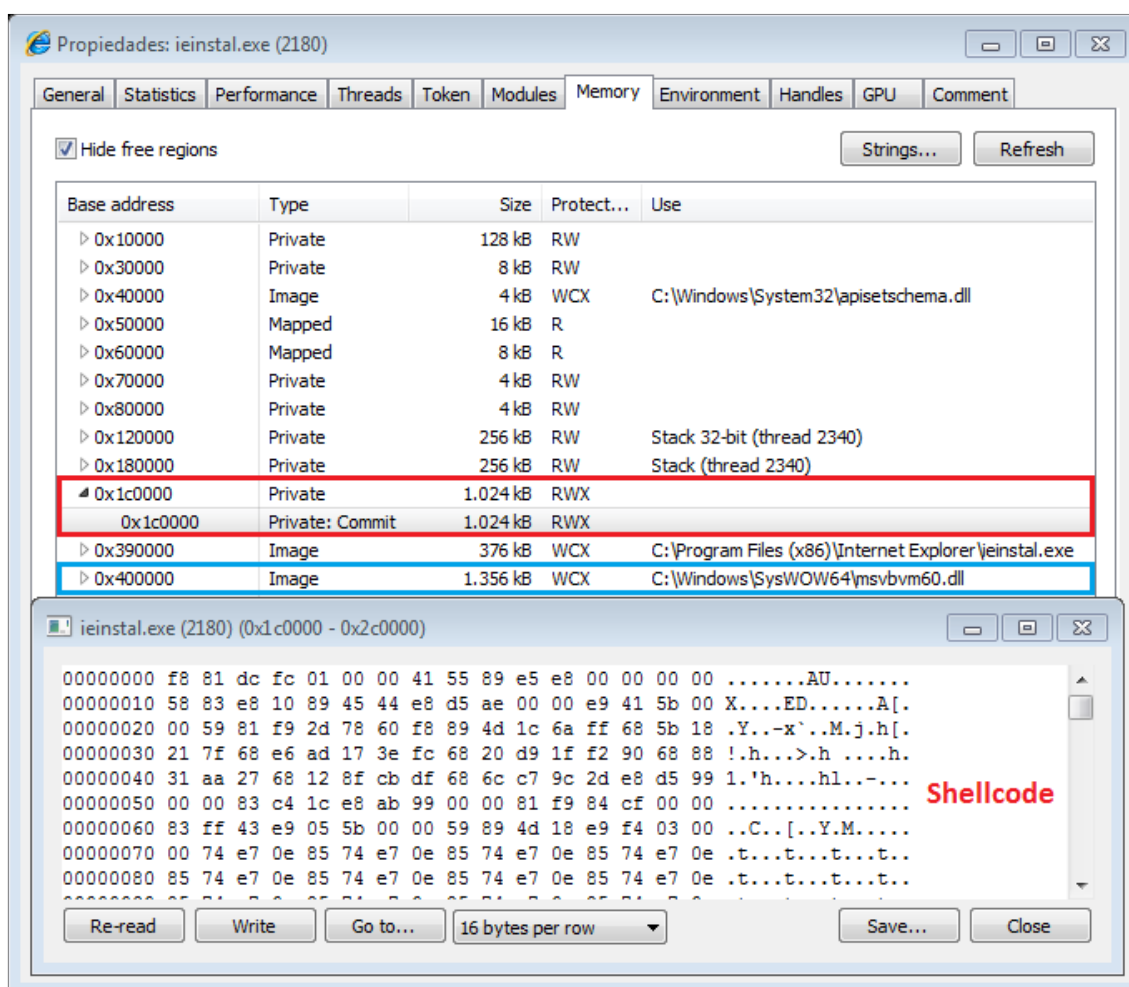 Propiedades: ieinstal.exe (2180)
General Statistics Performance Threads Token Modules Memory Environment Handles GPU Comment
Hide free regions Strings... Refresh
Base address Type Size Protect... Use
0x10000 Private 128 kB RW
0x30000 Private 8 kB RW
0x40000 Image 4 kB WCX C:\Windows\System32\apisetschema.dll
0x50000 Mapped 16 kB R
0x60000 Mapped 8 kB R
0x70000 Private 4 kB RW
0x80000 Private 4 kB RW
0x120000 Private 256 kB RW Stack 32-bit (thread 2340)
0x180000 Private 256 kB RW Stack (thread 2340)
0x1c0000 Private 1.024 kB RWX
0x1c0000 Private: Commit 1.024 kB RWX
0x390000 Image 376 kB WCX C:\Program Files (x86)\Internet Explorer\ieinstal.exe
0x400000 Image 1.356 kB WCX C:\Windows\SysWOW64\msvbvm60.dll
ieinstal.exe (2180) (0x1c0000 - 0x2c0000)
00000000 f8 81 dc fc 01 00 00 41 55 89 e5 e8 00 00 00 00 .......AU.......
00000010 58 83 e8 10 89 45 44 e8 d5 ae 00 00 e9 41 5b 00 X....ED......A[.
00000020 00 59 81 f9 2d 78 60 f8 89 4d 1c 6a ff 68 5b 18 .Y..-x`..M.j.h[.
00000030 21 7f 68 e6 ad 17 3e fc 68 20 d9 1f f2 90 68 88 !.h...>.h ....h.
00000040 31 aa 27 68 12 8f cb df 68 6c c7 9c 2d e8 d5 99 1.'h....hl..-...
00000050 00 00 83 c4 1c e8 ab 99 00 00 81 f9 84 cf 00 00 ................
00000060 83 ff 43 e9 05 5b 00 00 59 89 4d 18 e9 f4 03 00 ..C..[..Y.M.....
00000070 00 74 e7 0e 85 74 e7 0e 85 74 e7 0e 85 74 e7 0e .t...t...t...t..
00000080 85 74 e7 0e 85 74 e7 0e 85 74 e7 0e 85 74 e7 0e .t...t...t...t..
Shellcode
Re-read Write Go to... 16 bytes per row Save... Close